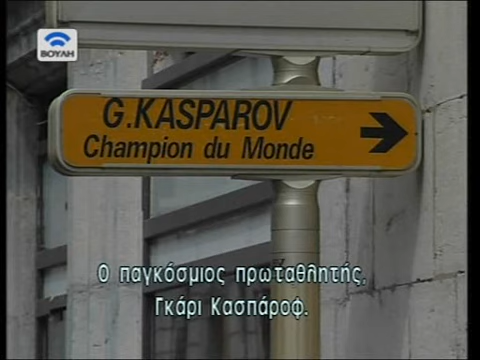 ΒΟΥΛΗ
G.KASPAROV
Champion du Monde
Ο παγκόσμιος πρωταθλητής,
Γκάρι Κασπάροφ.